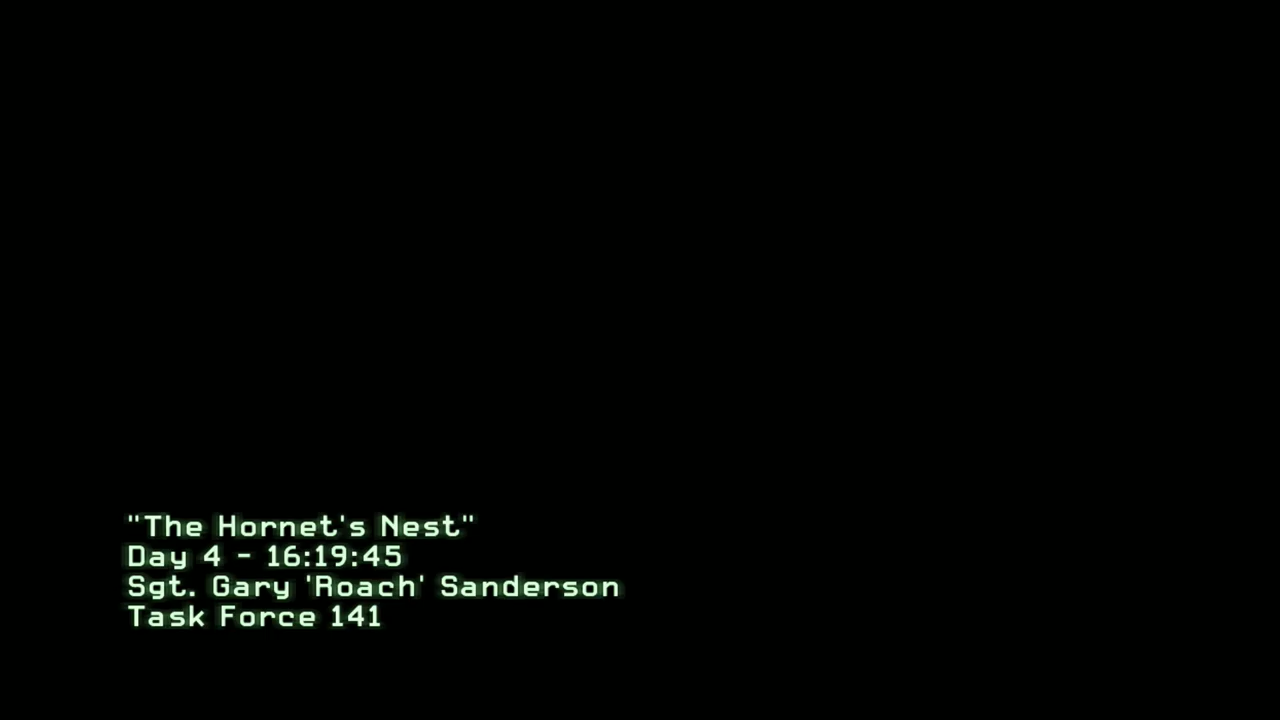 "The Hornet's Nest"
Day 4 - 16:19:45
Sgt. Gary 'Roach' Sanderson
Task Force 141